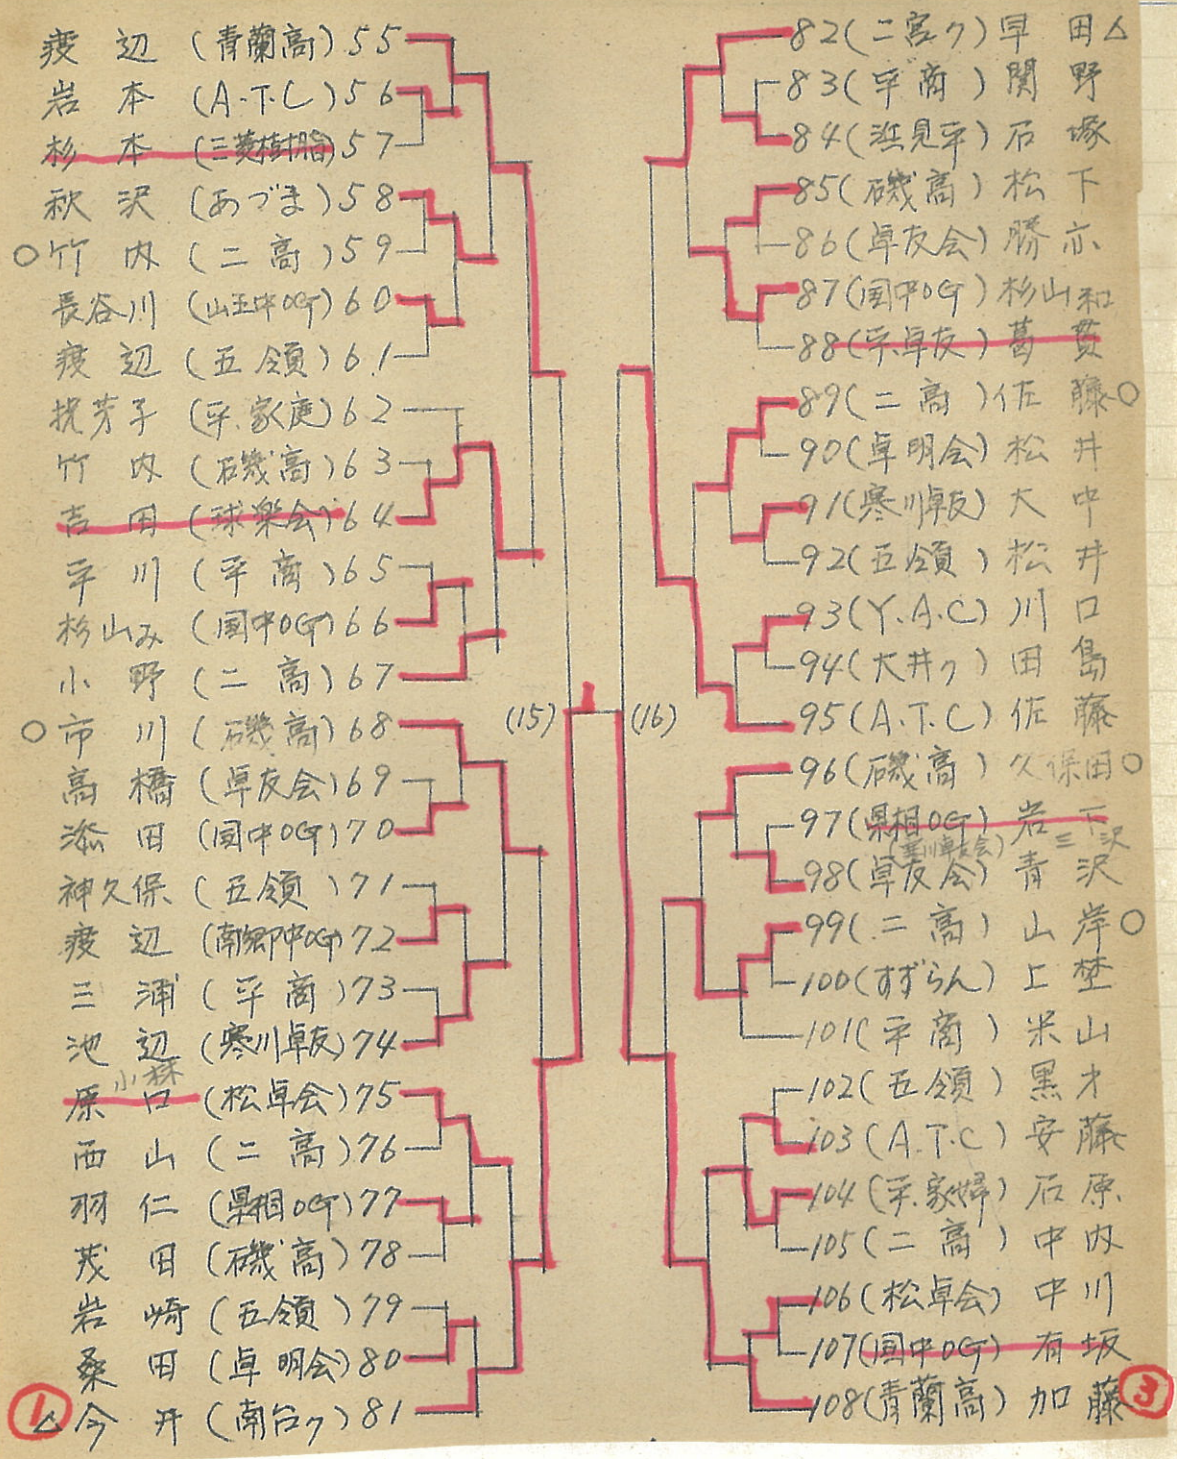 渡辺 (青蘭高) 55
岩本 (A.T.C) 56
杉本 (三菱樹脂) 57
秋沢 (あづま) 58
○竹内 (二高) 59
長谷川 (山王中OG) 60
渡辺 (五領) 61
芳子 (平.家庭) 62
竹内 (磯高) 63
吉田 (球楽会) 64
平川 (平商) 65
杉山み (国中OG) 66
小野 (二高) 67
○市川 (磯高) 68
高橋 (卓友会) 69
添田 (国中OG) 70
神久保 (五領) 71
渡辺 (南郷中OG) 72
三浦 (平商) 73
池辺 (寒川卓友) 74
小林
原口 (松卓会) 75
西山 (二高) 76
羽仁 (県相OG) 77
茂田 (磯高) 78
岩崎 (五領) 79
桑田 (卓明会) 80
① △今井 (南台ク) 81
(15) (16)
82 (二宮ク) 早田△
83 (平商) 関野
84 (浜見平) 石塚
85 (磯高) 松下
86 (卓友会) 勝亦
87 (国中OG) 杉山和
88 (平.卓友) 葛貫
89 (二高) 佐藤○
90 (卓明会) 松井
91 (寒川卓友) 大中
92 (五領) 松井
93 (Y.A.C) 川口
94 (大井ク) 田島
95 (A.T.C) 佐藤
96 (磯高) 久保田○
97 (県相OG) 岩下
(寒川卓友会) 三沢
98 (卓友会) 青沢
99 (二高) 山岸○
100 (すずらん) 上埜
101 (平商) 米山
102 (五領) 黒才
103 (A.T.C) 安藤
104 (平.家婦) 石原
105 (二高) 中内
106 (松卓会) 中川
107 (国中OG) 有坂
108 (青蘭高) 加藤 ③